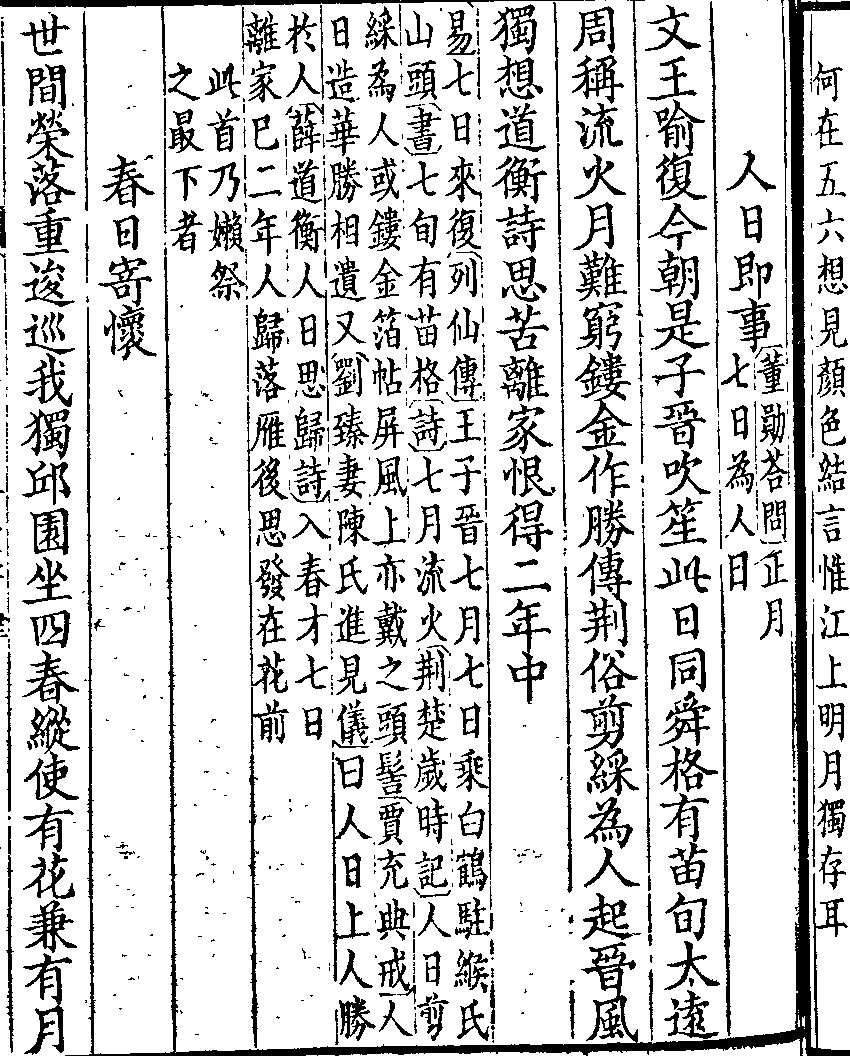 何在五六想見顏色結言惟江上明月獨存耳
人日即事董勛荅問正月
七日為人日
文王喻復今朝是子晉吹笙此日同舜格有苗旬太遠
周稱流火月難窮鏤金作勝傳荆俗剪綵為人起晉風
獨想道衡詩思苦離家恨得二年中
易七日來復列仙傳王子晉七月七日乘白鶴駐緱氏
山頭書七旬有苗格詩七月流火荆楚歲時記人日剪
綵為人或鏤金箔帖屏風上亦戴之頭髻賈充典戒人
日造華勝相遺又劉臻妻陳氏進見儀曰人日上人勝
於人薛道衡人日思歸詩入春才七日
離家已二年人歸落雁後思發在花前
此首乃嬾祭
之最下者
春日寄懷
世間榮落重逡巡我獨邱園坐四春縱使有花兼有月